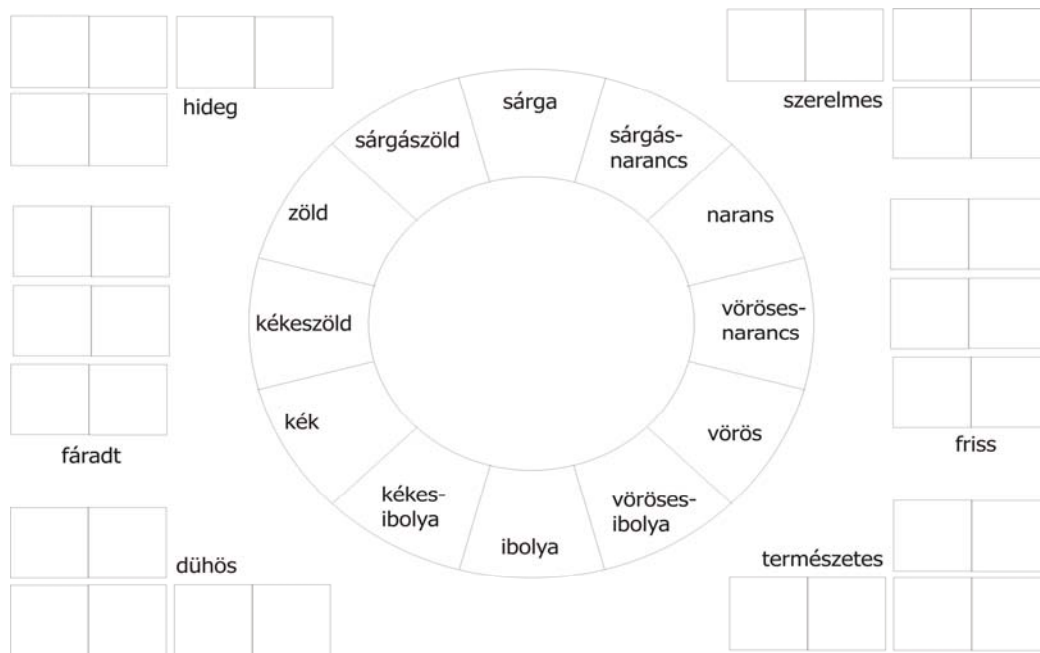 hideg
szerelmes
sárga
sárgászöld
sárgás-
narancs
zöld
narans
kékeszöld
vöröses-
narancs
kék
vörös
fáradt
friss
kékes-
ibolya
vöröses-
ibolya
ibolya
dühös
természetes